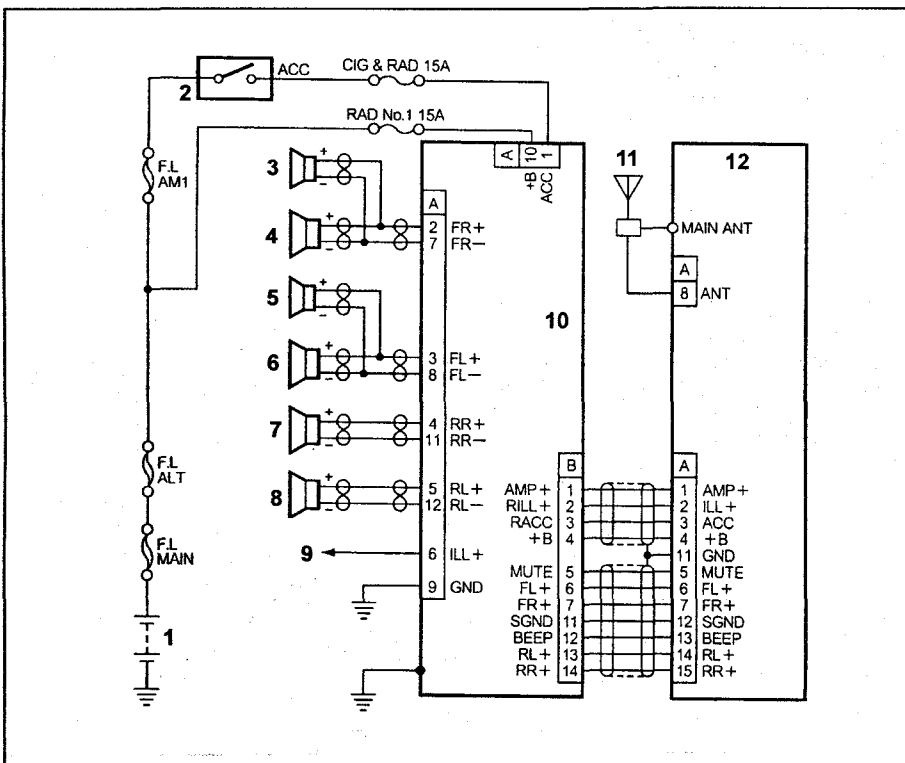 ACC
CIG & RAD 15A
2
RAD No.1 15A
F.L
AM1
A 10 1
+B
ACC
3
+
−
4
+
−
5
+
−
6
+
−
7
+
−
8
+
−
9
A
2 FR+
7 FR−
3 FL+
8 FL−
4 RR+
11 RR−
5 RL+
12 RL−
6 ILL+
9 GND
10
11
12
MAIN ANT
A
8 ANT
F.L
ALT
F.L
MAIN
1
B
AMP+ 1
RILL+ 2
RACC 3
+B 4
MUTE 5
FL+ 6
FR+ 7
SGND 11
BEEP 12
RL+ 13
RR+ 14
A
1 AMP+
2 ILL+
3 ACC
4 +B
11 GND
5 MUTE
6 FL+
7 FR+
12 SGND
13 BEEP
14 RL+
15 RR+